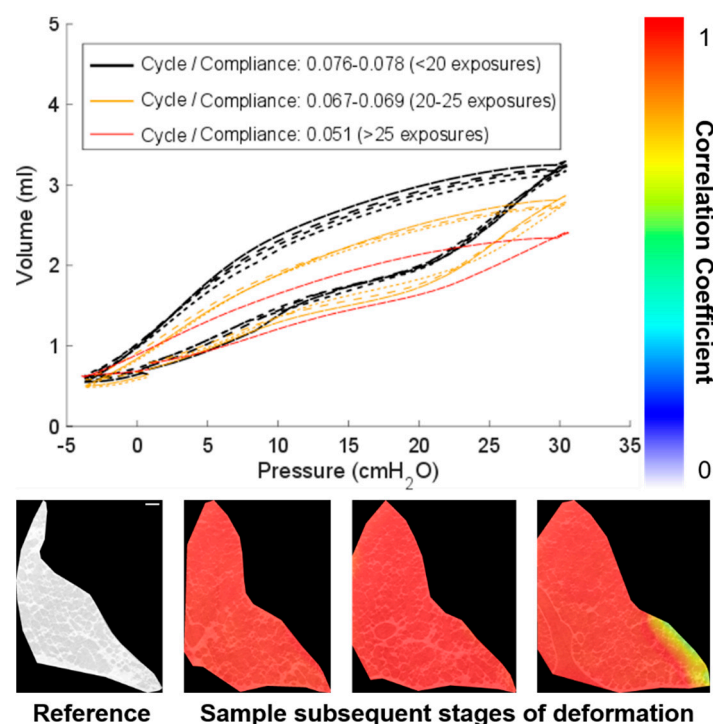 5
Cycle / Compliance: 0.076-0.078 (<20 exposures)
Cycle / Compliance: 0.067-0.069 (20-25 exposures)
Cycle / Compliance: 0.051 (>25 exposures)
4
3
2
1
0
Volume (ml)
-5 0 5 10 15 20 25 30 35
Pressure (cmH₂O)
1
Correlation Coefficient
0
Reference
Sample subsequent stages of deformation